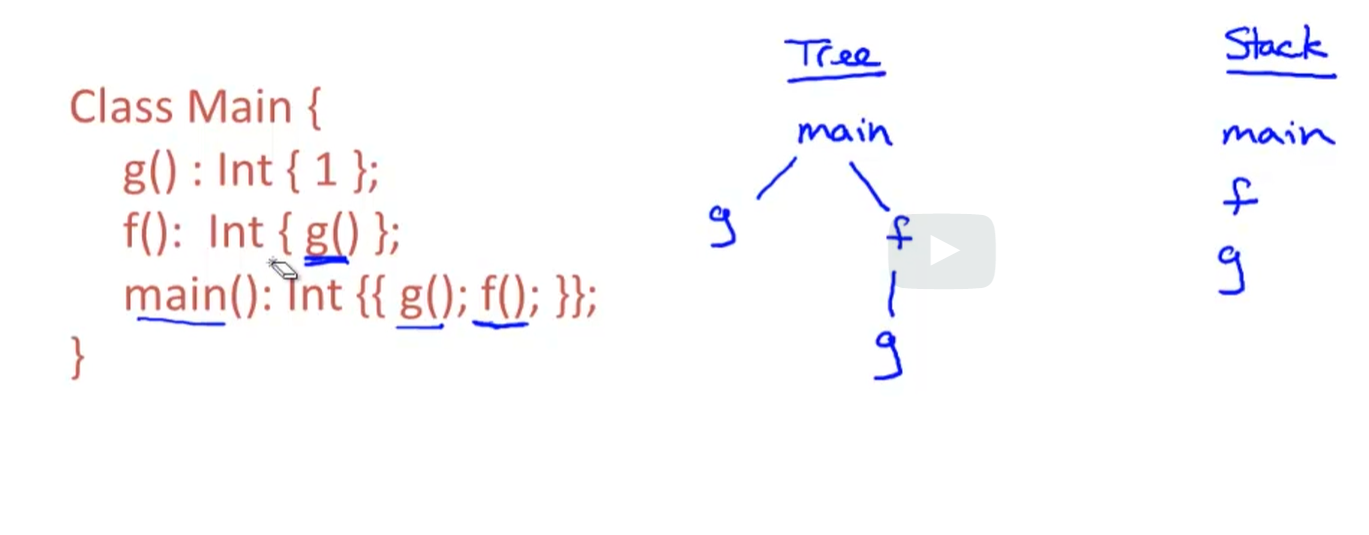 Class Main {
g() : Int { 1 };
f(): Int { g() };
main(): Int {{ g(); f(); }};
}
Tree
main
g
f
g
Stack
main
f
g